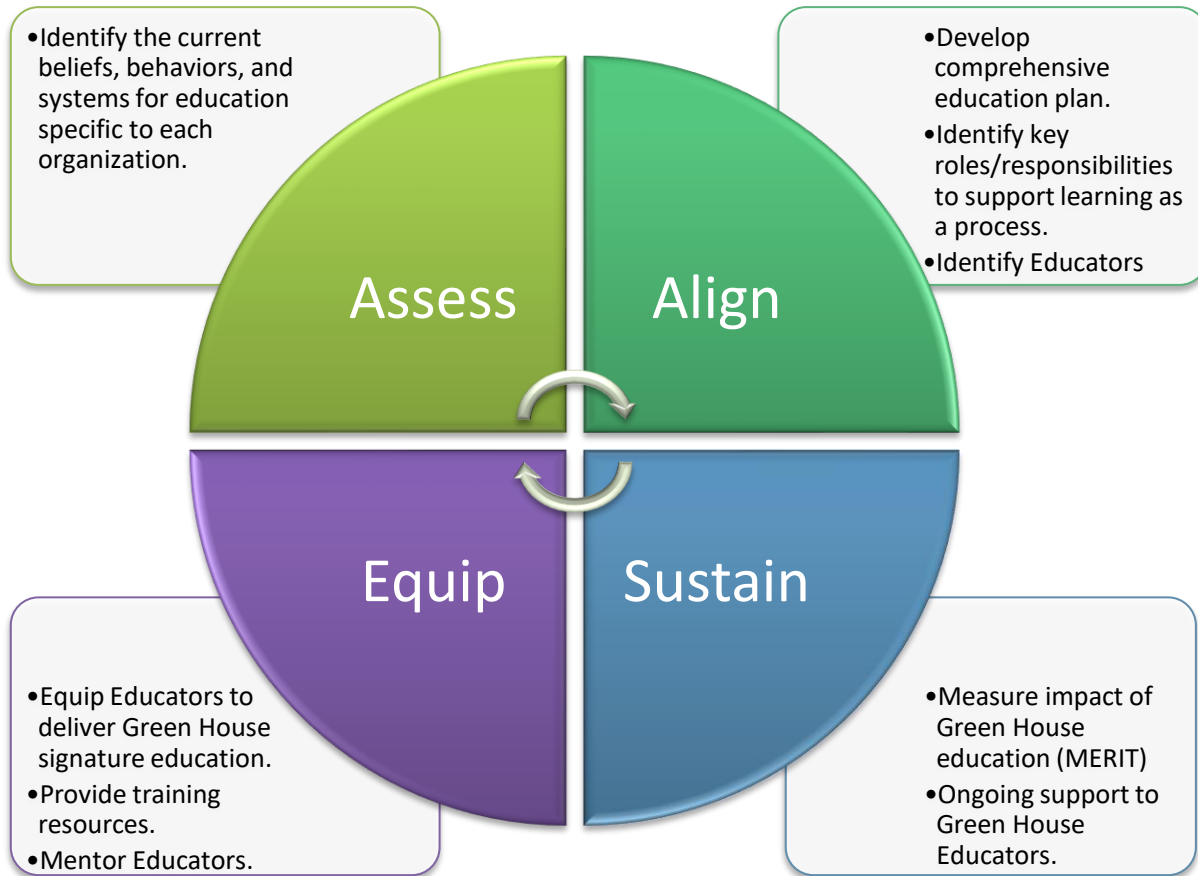 •Identify the current
beliefs, behaviors, and
systems for education
specific to each
organization.
•Develop
comprehensive
education plan.
•Identify key
roles/responsibilities
to support learning as
a process.
•Identify Educators
Assess
Align
Equip
Sustain
•Equip Educators to
deliver Green House
signature education.
•Provide training
resources.
•Mentor Educators.
•Measure impact of
Green House
education (MERIT)
•Ongoing support to
Green House
Educators.